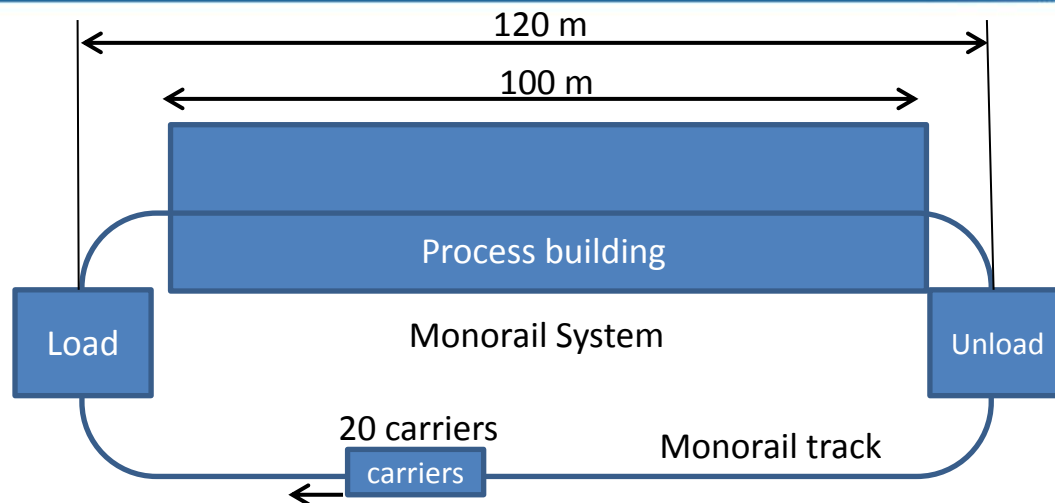 120 m
100 m
Process building
Load
Monorail System
Unload
20 carriers
Monorail track
carriers